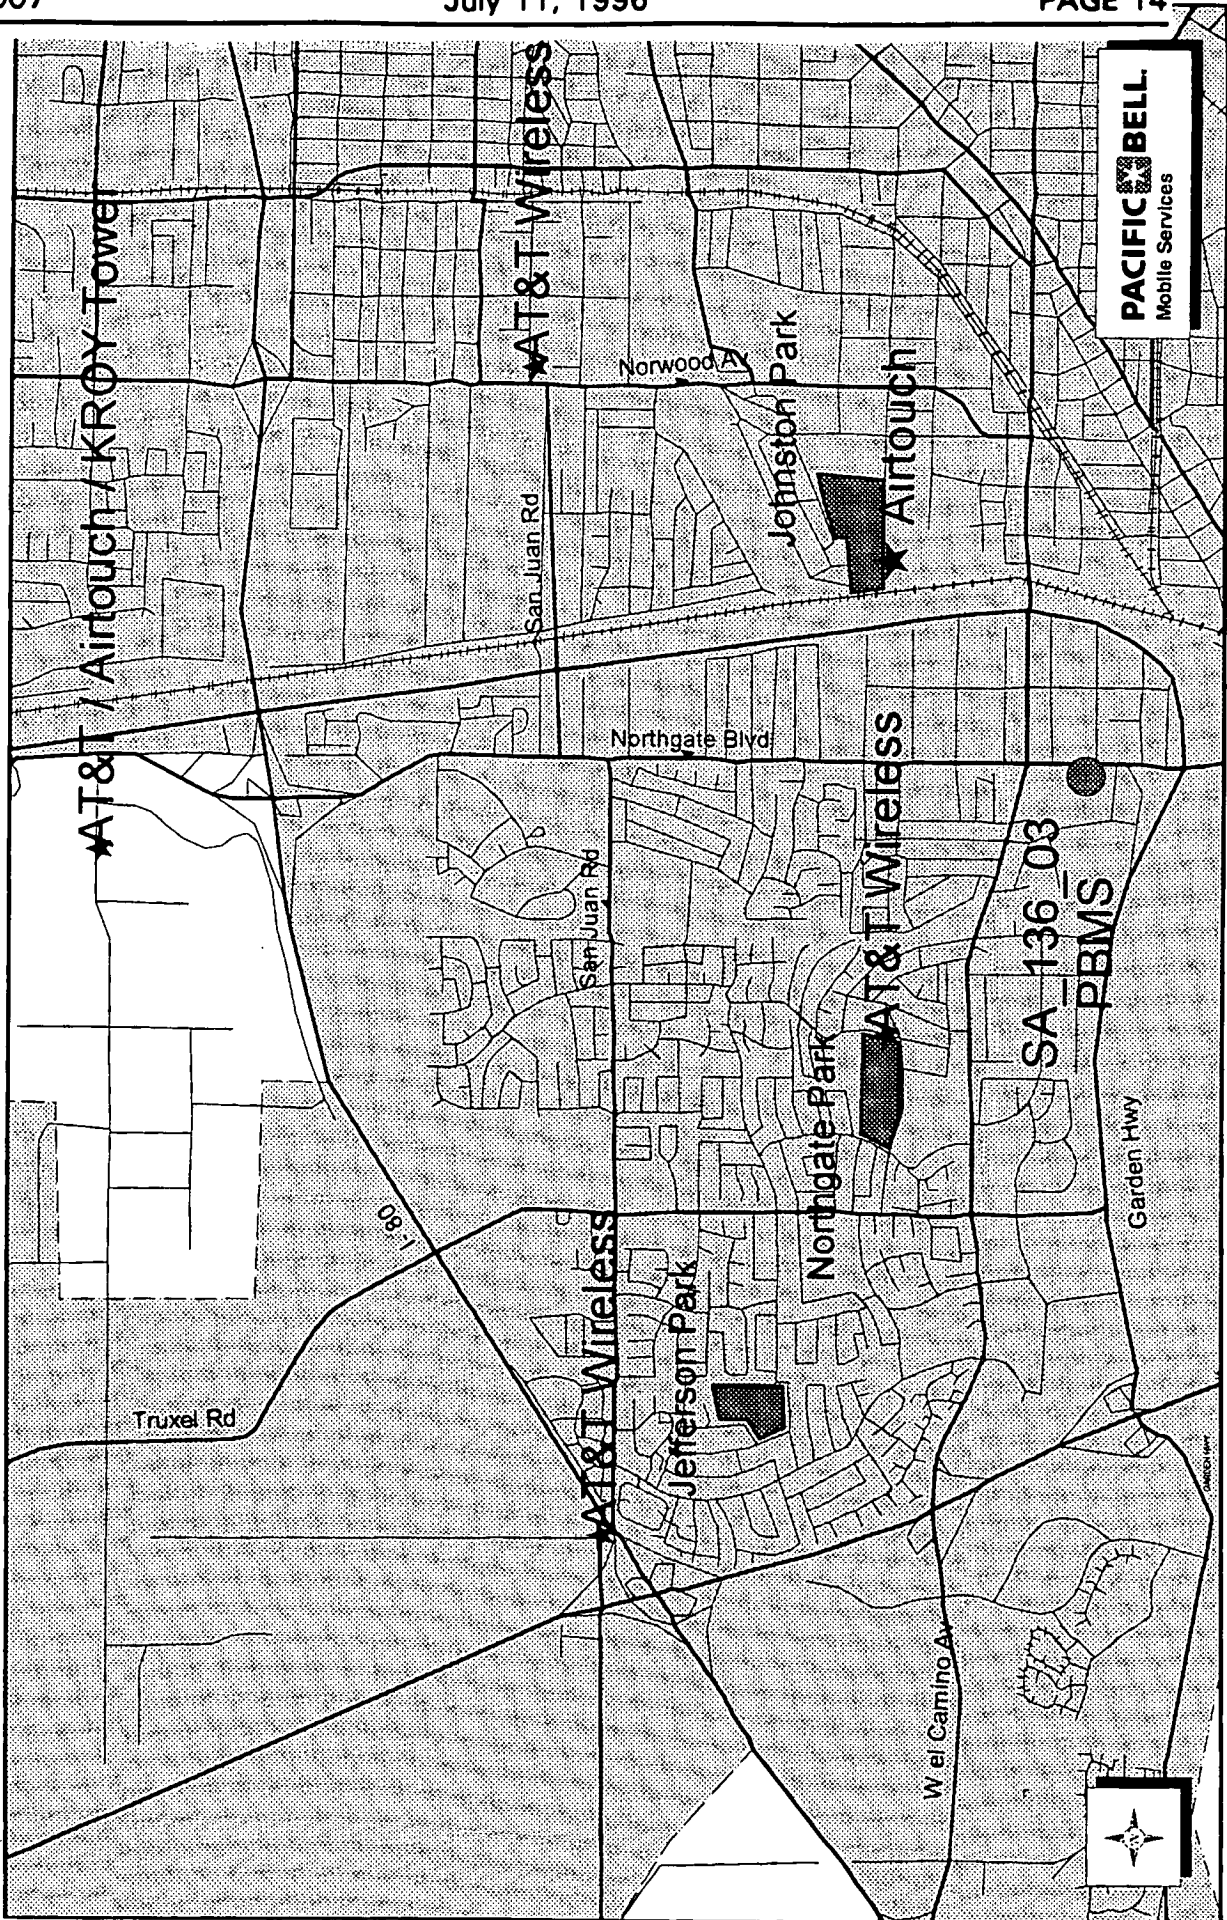 July 11, 1996
PAGE 14
PACIFIC BELL.
Mobile Services
AT&T / Airtouch / KROY Tower
AT&T Wireless
Norwood Av
Johnston Park
Airtouch
San Juan Rd
Northgate Blvd
AT&T Wireless
SA_136_03
PBMS
San Juan Rd
Northgate Park
Garden Hwy
I-80
AT&T Wireless
Jefferson Park
Truxel Rd
GARDEN HWY
W el Camino Av
N